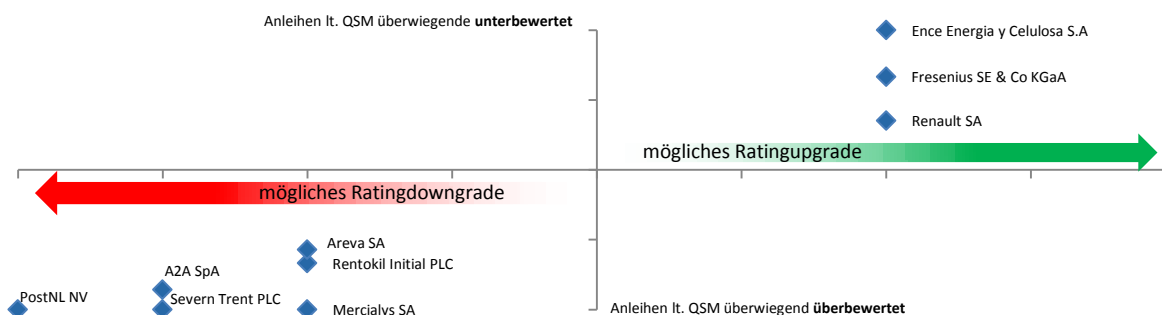 Anleihen lt. QSM überwiegende unterbewertet
Ence Energia y Celulosa S.A
Fresenius SE & Co KGaA
Renault SA
mögliches Ratingupgrade
mögliches Ratingdowngrade
Areva SA
Rentokil Initial PLC
A2A SpA
PostNL NV
Severn Trent PLC
Mercialys SA
Anleihen lt. QSM überwiegend überbewertet